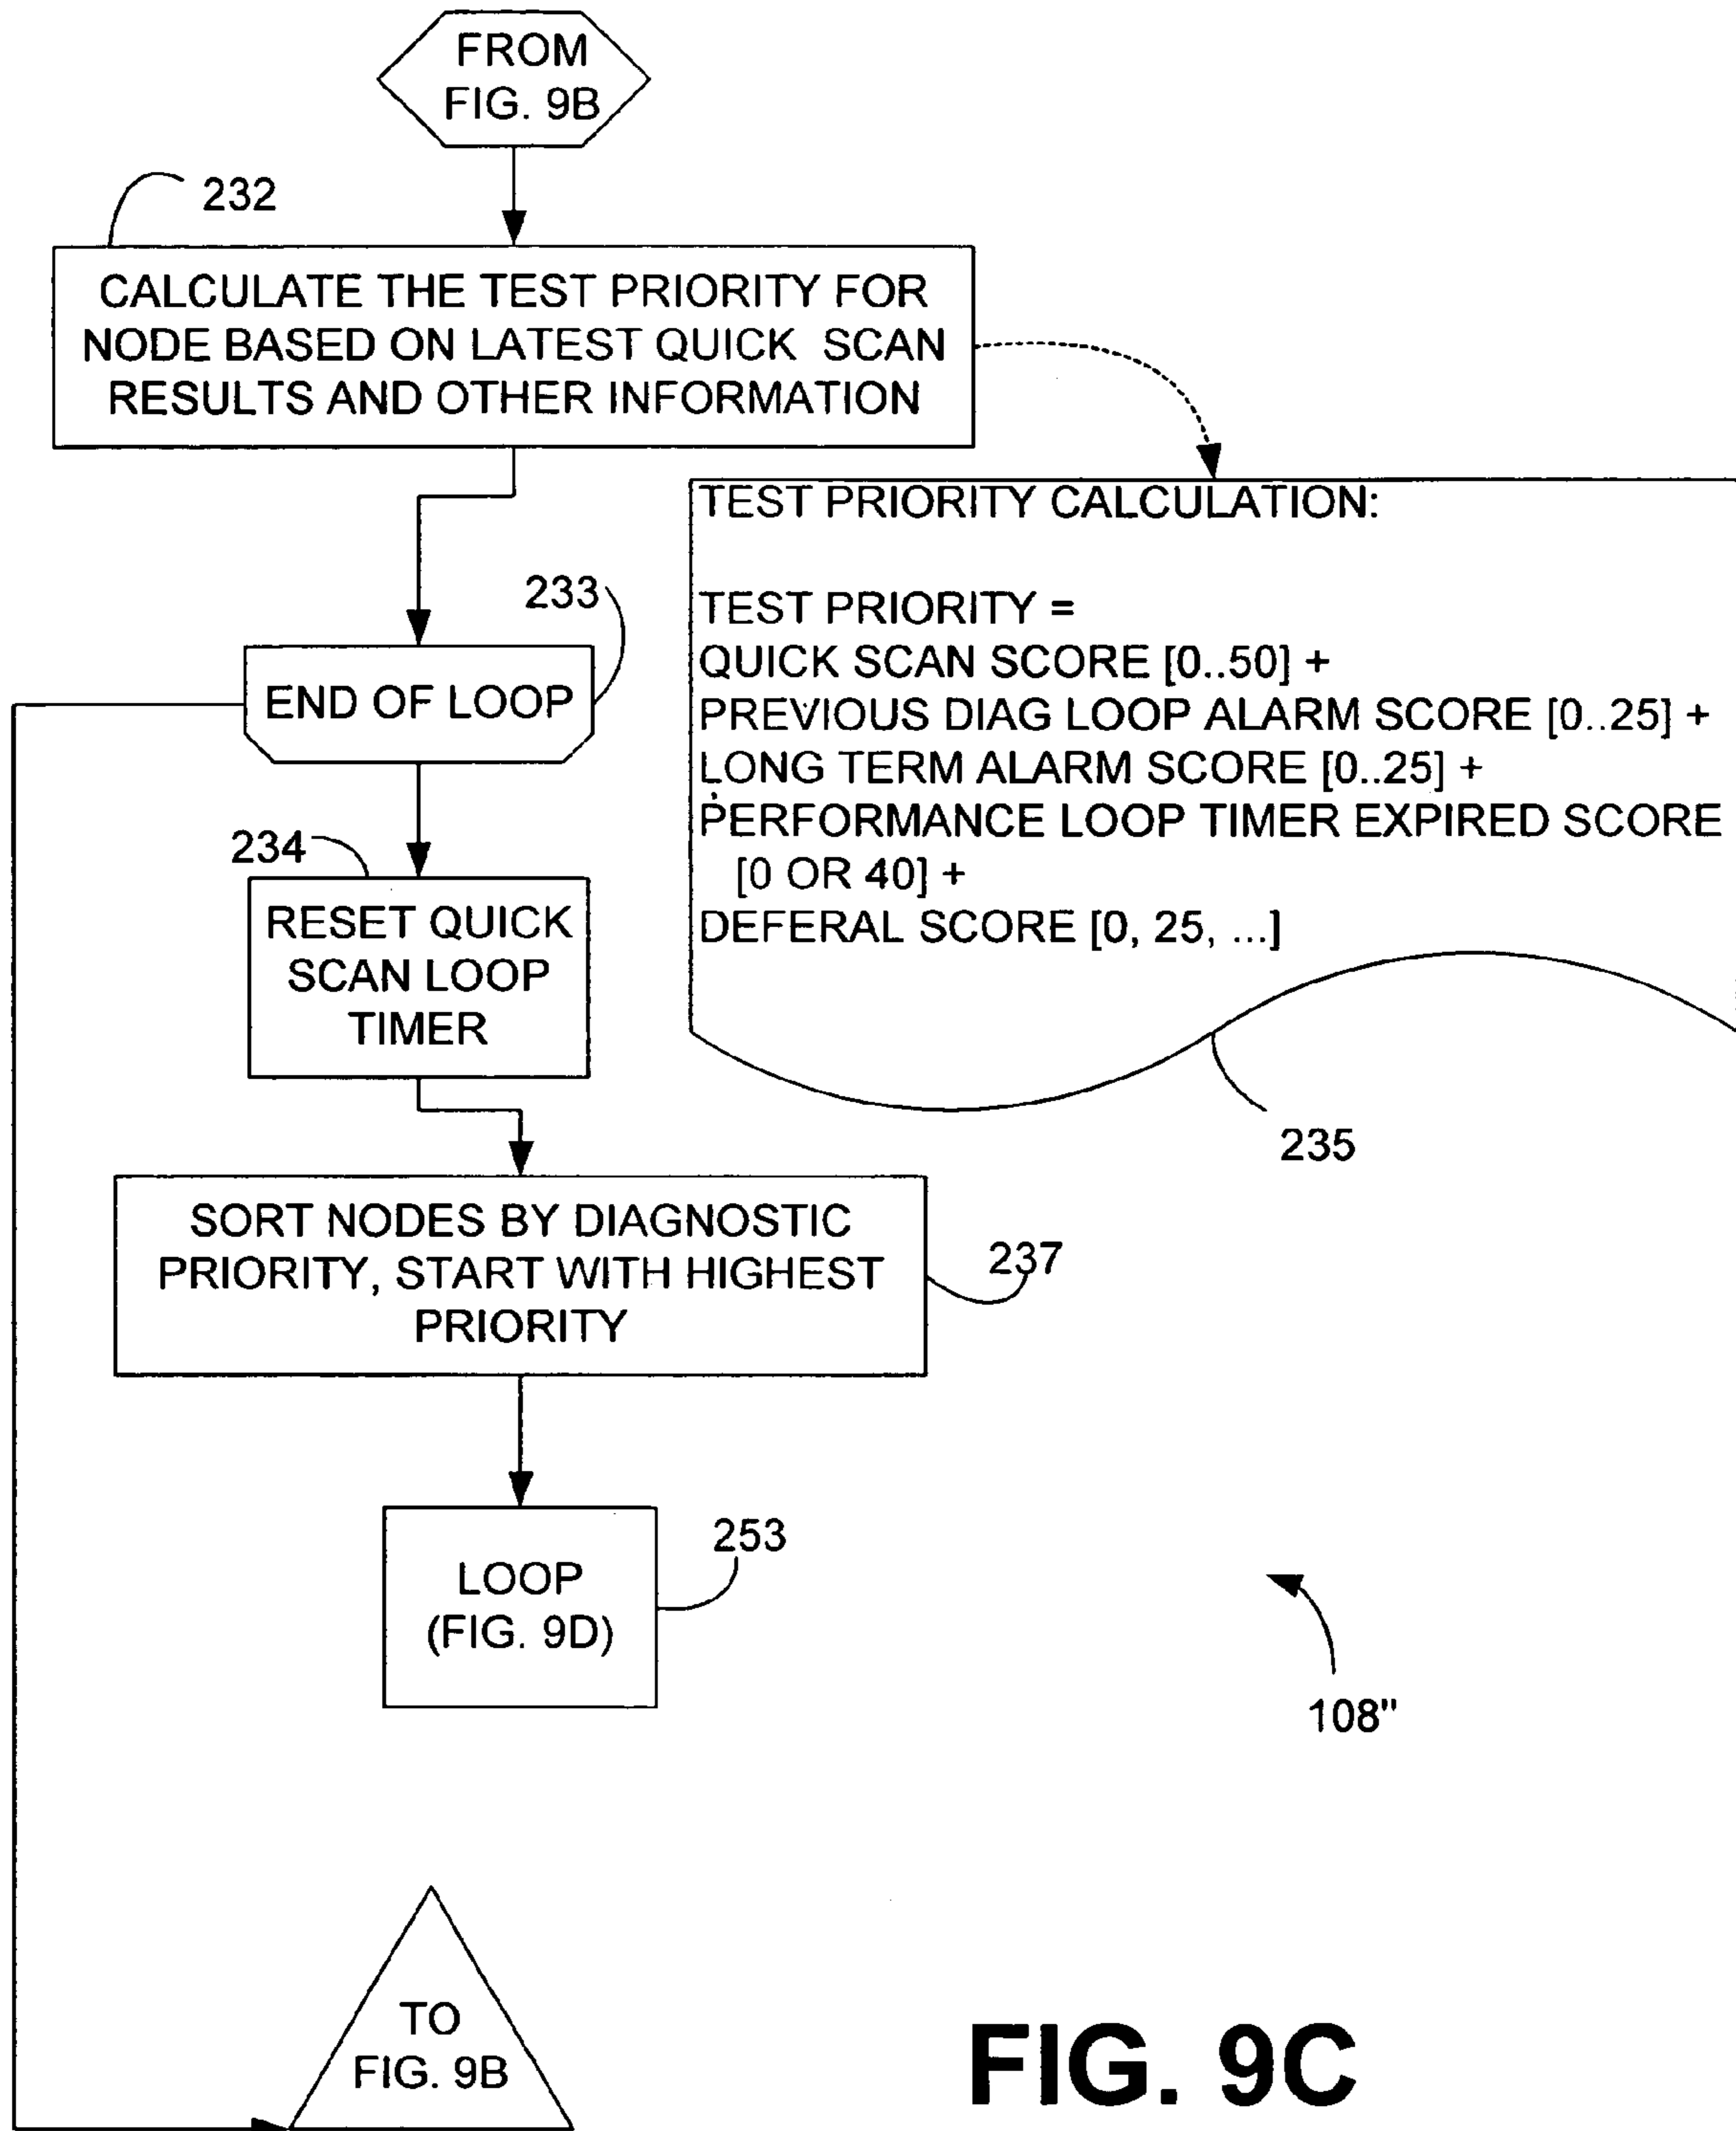 FROM
FIG. 9B
232
CALCULATE THE TEST PRIORITY FOR
NODE BASED ON LATEST QUICK SCAN
RESULTS AND OTHER INFORMATION
TEST PRIORITY CALCULATION:
TEST PRIORITY =
QUICK SCAN SCORE [0..50] +
PREVIOUS DIAG LOOP ALARM SCORE [0..25] +
LONG TERM ALARM SCORE [0..25] +
PERFORMANCE LOOP TIMER EXPIRED SCORE
[0 OR 40] +
DEFERAL SCORE [0, 25, ...]
235
233
END OF LOOP
234
RESET QUICK
SCAN LOOP
TIMER
SORT NODES BY DIAGNOSTIC
PRIORITY, START WITH HIGHEST
PRIORITY
237
LOOP
(FIG. 9D)
253
108"
TO
FIG. 9B
FIG. 9C